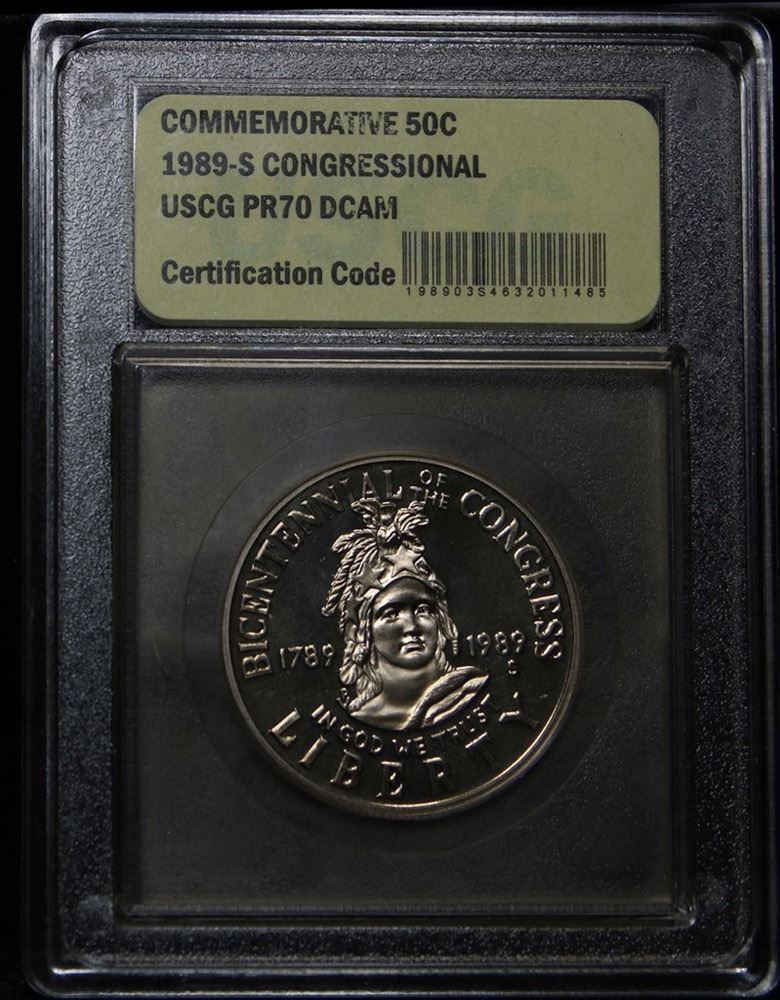 COMMEMORATIVE 50C
1989-S CONGRESSIONAL
USCG PR70 DCAM
Certification Code
198903S4632011485
USCG
BICENTENNIAL OF THE CONGRESS
1789 1989
S
IN GOD WE TRUST
LIBERTY